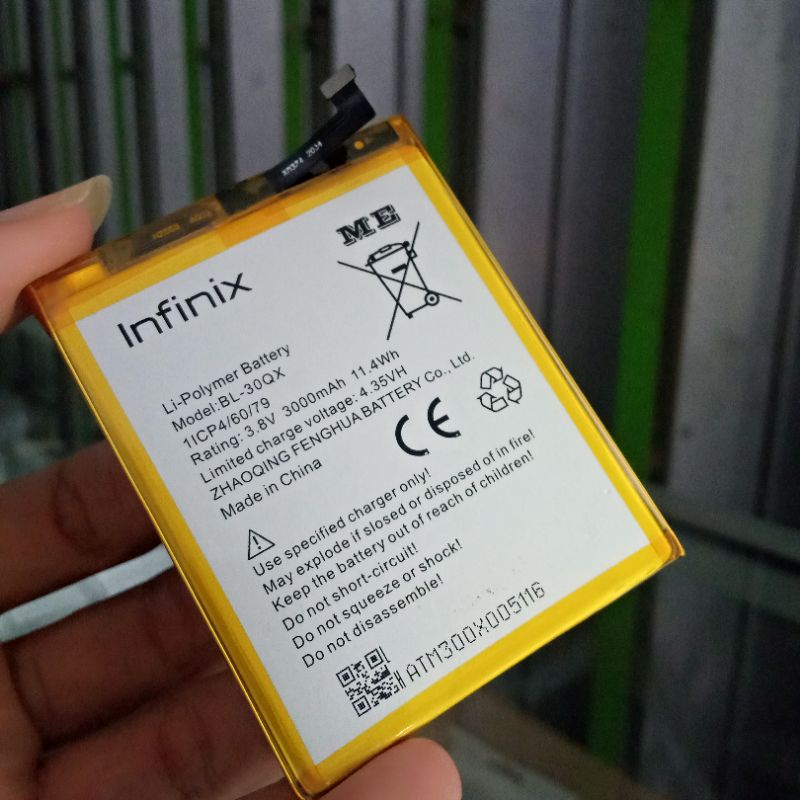 X5374 2034
ME
Infinix
Li-Polymer Battery
Model:BL-30QX
1ICP4/60/79
Rating: 3.8V 3000mAh 11.4Wh
Limited charge voltage: 4.35VH
ZHAOQING FENGHUA BATTERY Co., Ltd.
Made in China
CE
Use specified charger only!
May explode if slosed or disposed of in fire!
Keep the battery out of reach of children!
Do not short-circuit!
Do not squeeze or shock!
Do not disassemble!
ATM300X005116